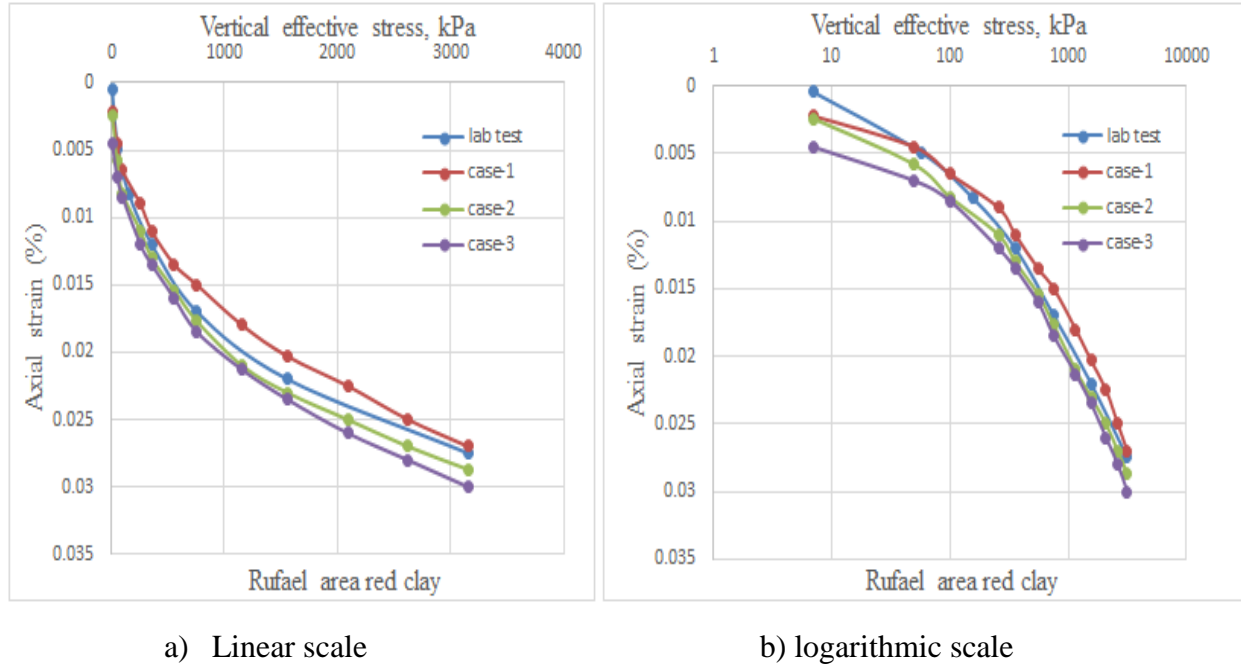 Vertical effective stress, kPa
0 1000 2000 3000 4000
0
0.005
0.01
0.015
0.02
0.025
0.03
0.035
Axial strain (%)
lab test
case-1
case-2
case-3
Rufael area red clay
a) Linear scale
Vertical effective stress, kPa
1 10 100 1000 10000
0
0.005
0.01
0.015
0.02
0.025
0.03
0.035
Axial strain (%)
lab test
case-1
case-2
case-3
Rufael area red clay
b) logarithmic scale